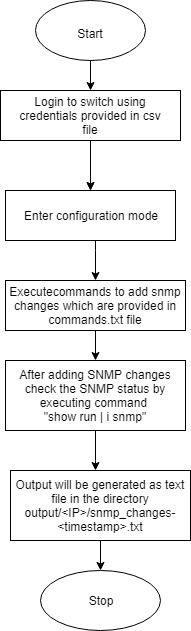 Start
Login to switch using
credentials provided in csv
file
Enter configuration mode
Executecommands to add snmp
changes which are provided in
commands.txt file
After adding SNMP changes
check the SNMP status by
executing command
"show run | i snmp"
Output will be generated as text
file in the directory
output/<IP>/snmp_changes-
<timestamp>.txt
Stop